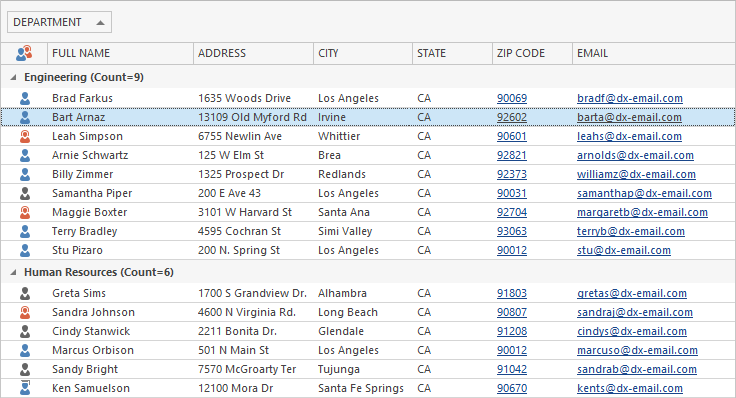 DEPARTMENT
FULL NAME ADDRESS CITY STATE ZIP CODE EMAIL
Engineering (Count=9)
Brad Farkus 1635 Woods Drive Los Angeles CA 90069 bradf@dx-email.com
Bart Arnaz 13109 Old Myford Rd Irvine CA 92602 barta@dx-email.com
Leah Simpson 6755 Newlin Ave Whittier CA 90601 leahs@dx-email.com
Arnie Schwartz 125 W Elm St Brea CA 92821 arnolds@dx-email.com
Billy Zimmer 1325 Prospect Dr Redlands CA 92373 williamz@dx-email.com
Samantha Piper 200 E Ave 43 Los Angeles CA 90031 samanthap@dx-email.com
Maggie Boxter 3101 W Harvard St Santa Ana CA 92704 margaretb@dx-email.com
Terry Bradley 4595 Cochran St Simi Valley CA 93063 terryb@dx-email.com
Stu Pizaro 200 N. Spring St Los Angeles CA 90012 stu@dx-email.com
Human Resources (Count=6)
Greta Sims 1700 S Grandview Dr. Alhambra CA 91803 gretas@dx-email.com
Sandra Johnson 4600 N Virginia Rd. Long Beach CA 90807 sandraj@dx-email.com
Cindy Stanwick 2211 Bonita Dr. Glendale CA 91208 cindys@dx-email.com
Marcus Orbison 501 N Main St Los Angeles CA 90012 marcuso@dx-email.com
Sandy Bright 7570 McGroarty Ter Tujunga CA 91042 sandrab@dx-email.com
Ken Samuelson 12100 Mora Dr Santa Fe Springs CA 90670 kents@dx-email.com